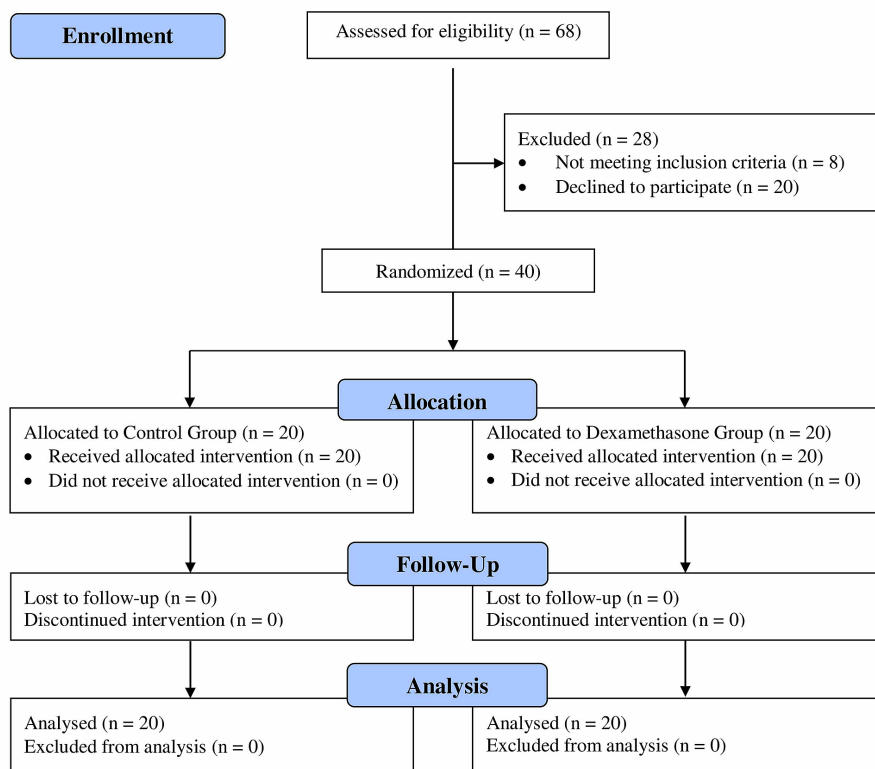 Enrollment
Assessed for eligibility (n = 68)
Excluded (n = 28)
• Not meeting inclusion criteria (n = 8)
• Declined to participate (n = 20)
Randomized (n = 40)
Allocation
Allocated to Control Group (n = 20)
• Received allocated intervention (n = 20)
• Did not receive allocated intervention (n = 0)
Allocated to Dexamethasone Group (n = 20)
• Received allocated intervention (n = 20)
• Did not receive allocated intervention (n = 0)
Follow-Up
Lost to follow-up (n = 0)
Discontinued intervention (n = 0)
Lost to follow-up (n = 0)
Discontinued intervention (n = 0)
Analysis
Analysed (n = 20)
Excluded from analysis (n = 0)
Analysed (n = 20)
Excluded from analysis (n = 0)